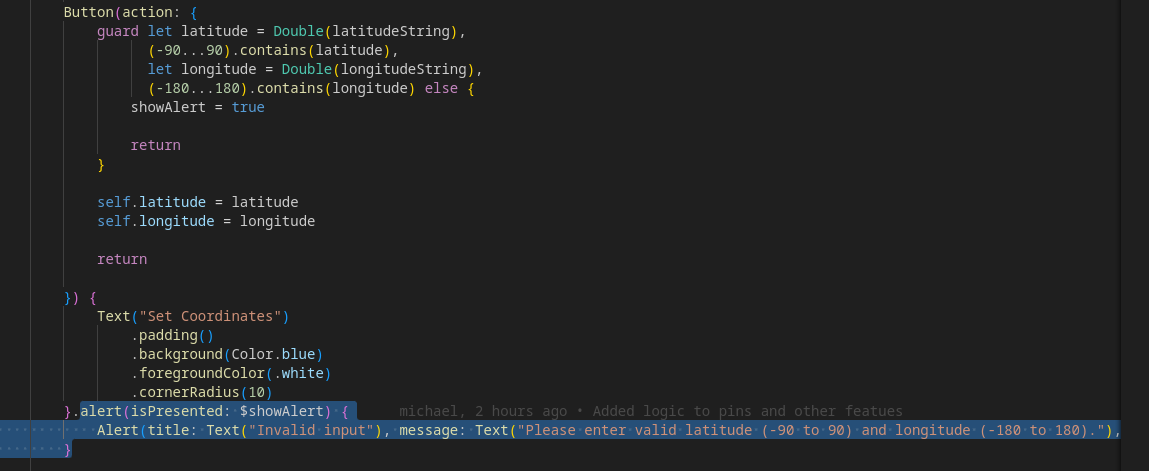 Button(action: {
guard let latitude = Double(latitudeString),
(-90...90).contains(latitude),
let longitude = Double(longitudeString),
(-180...180).contains(longitude) else {
showAlert = true
return
}
self.latitude = latitude
self.longitude = longitude
return
}) {
Text("Set Coordinates")
.padding()
.background(Color.blue)
.foregroundColor(.white)
.cornerRadius(10)
}.alert(isPresented: $showAlert) { michael, 2 hours ago • Added logic to pins and other featues
Alert(title: Text("Invalid input"), message: Text("Please enter valid latitude (-90 to 90) and longitude (-180 to 180)."),
}